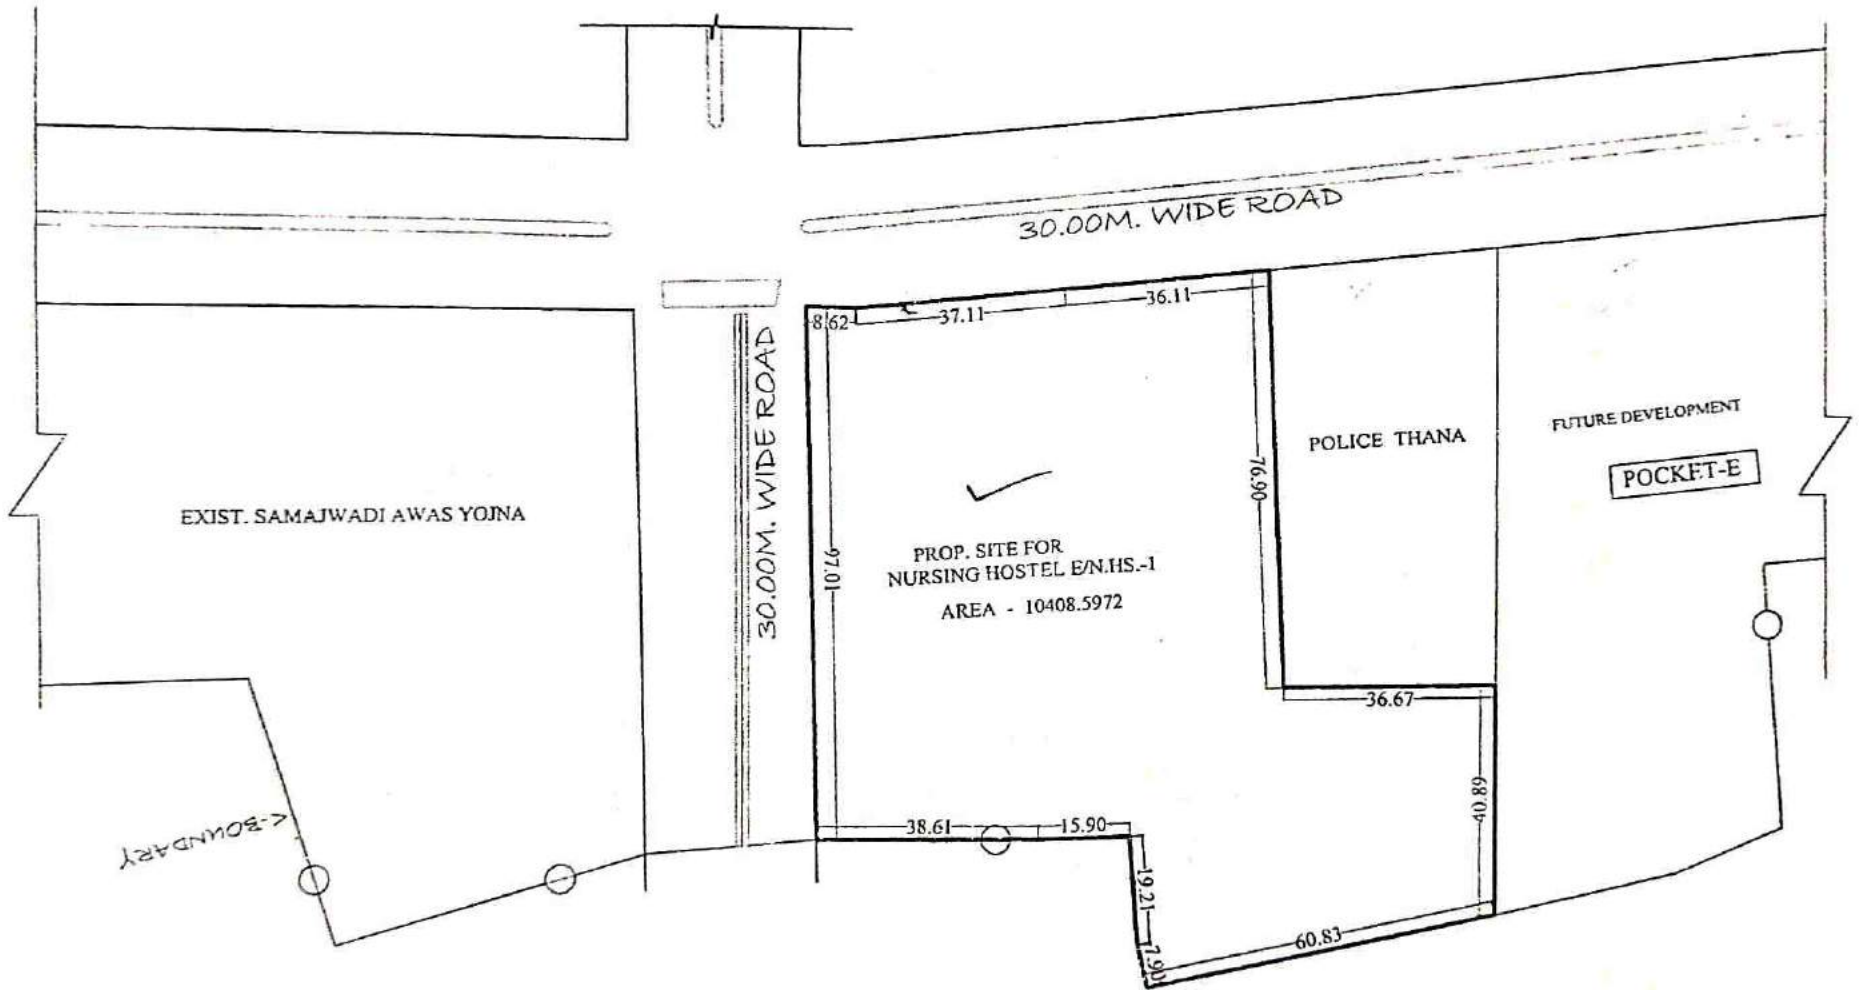 30.00M. WIDE ROAD
8.62
37.11
36.11
30.00M. WIDE ROAD
97.01
76.90
POLICE THANA
FUTURE DEVELOPMENT
POCKET-E
EXIST. SAMAJWADI AWAS YOJNA
PROP. SITE FOR
NURSING HOSTEL E/N.HS.-1
AREA - 10408.5972
36.67
40.89
38.61
15.90
<-BOUNDARY
19.21
7.90
60.83